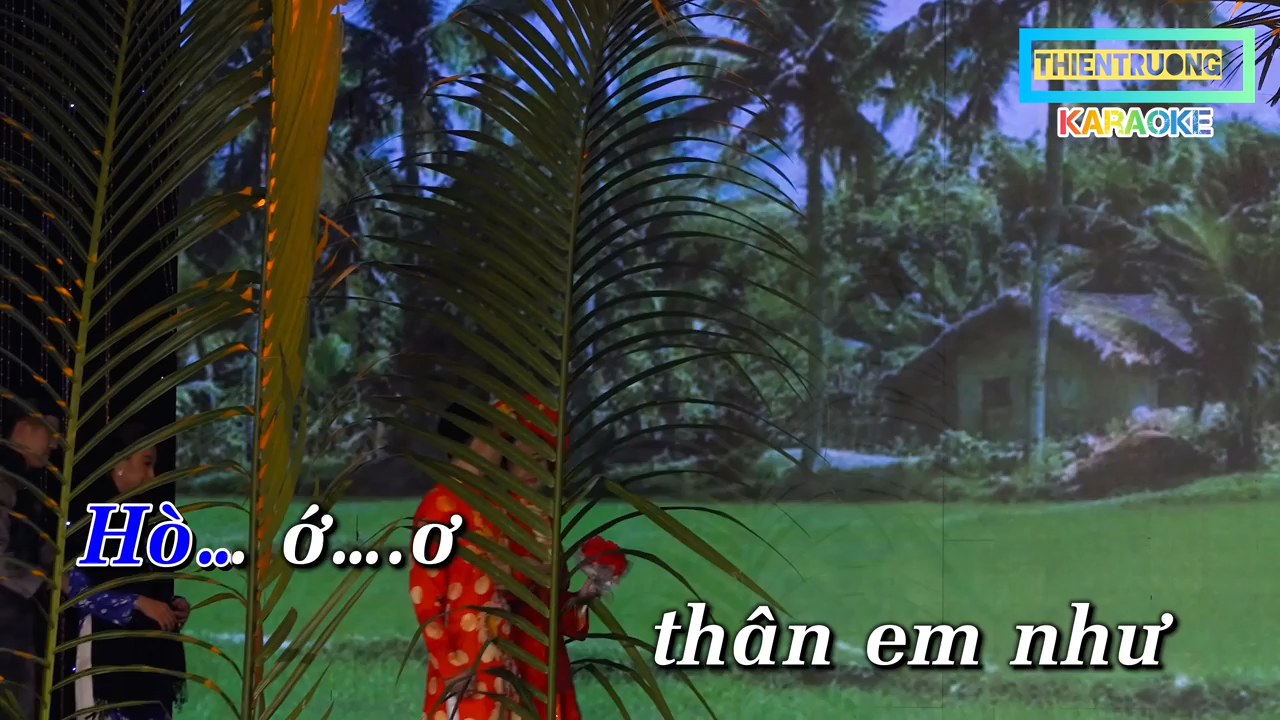 THIENTRUONG
KARAOKE
Hò... ớ....ơ
thân em như